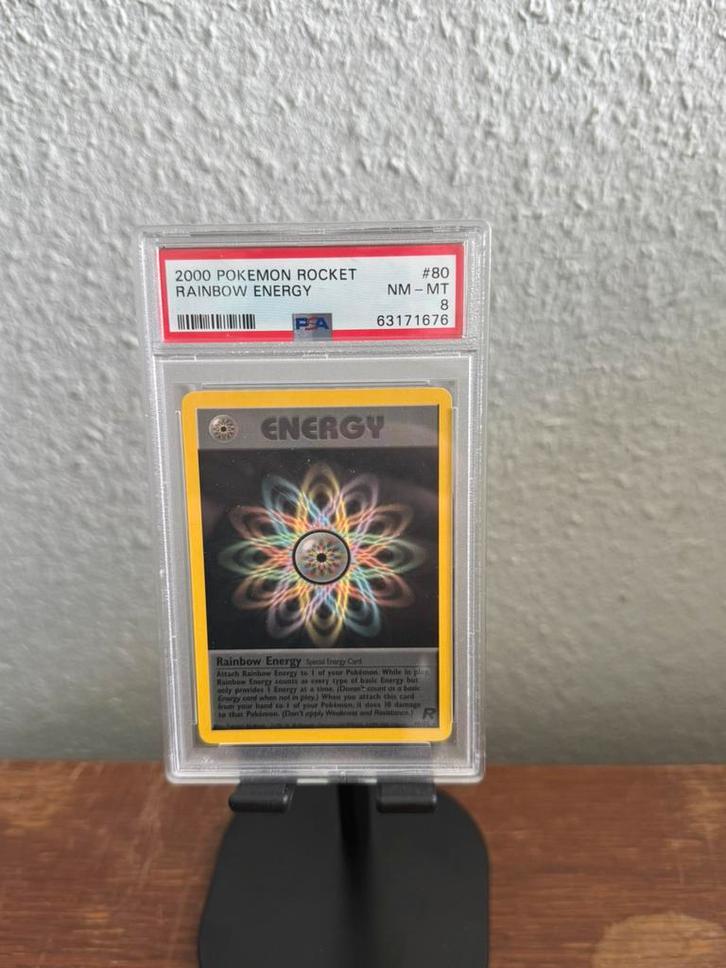 2000 POKEMON ROCKET #80
RAINBOW ENERGY NM - MT
8
PSA 63171676
ENERGY
Rainbow Energy Special Energy Card
Attach Rainbow Energy to 1 of your Pokémon. While in play,
Rainbow Energy counts as every type of basic Energy but
only provides 1 Energy at a time. (Doesn't count as a basic
Energy card when not in play.) When you attach this card
from your hand to 1 of your Pokémon, it does 10 damage
to that Pokémon. (Don't apply Weakness and Resistance.)
R